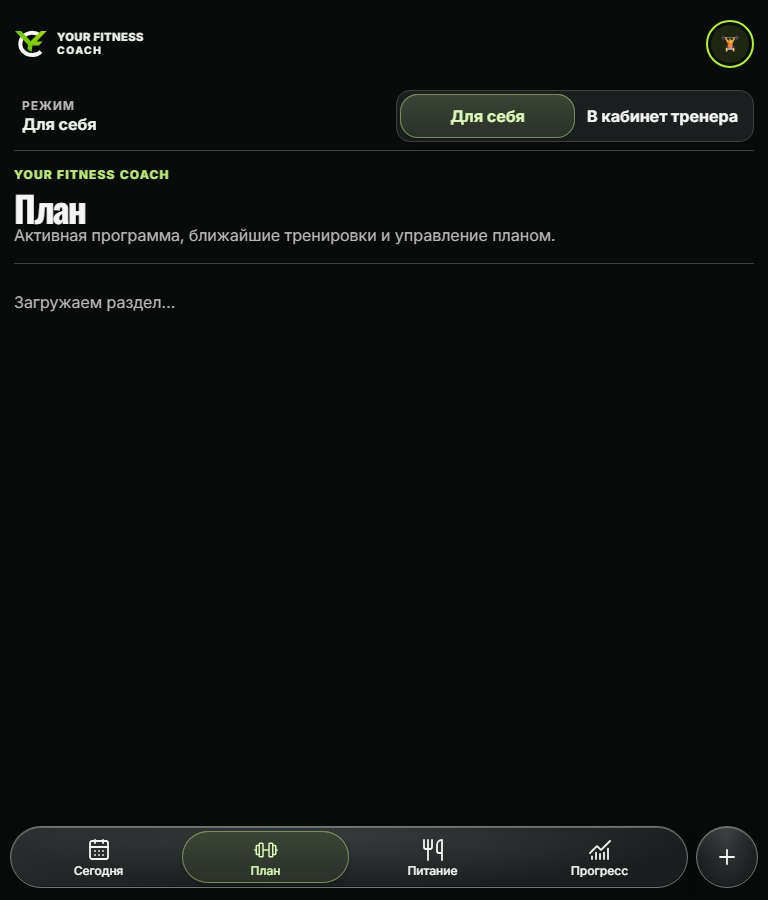 YOUR FITNESS
COACH
РЕЖИМ
Для себя
Для себя
В кабинет тренера
YOUR FITNESS COACH
План
Активная программа, ближайшие тренировки и управление планом.
Загружаем раздел...
Сегодня
План
Питание
Прогресс